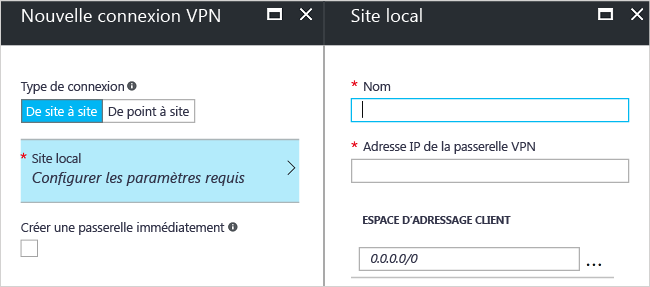 Nouvelle connexion VPN
Type de connexion
De site à site
De point à site
* Site local
Configurer les paramètres requis
Créer une passerelle immédiatement
Site local
* Nom
* Adresse IP de la passerelle VPN
ESPACE D'ADRESSAGE CLIENT
0.0.0.0/0
...